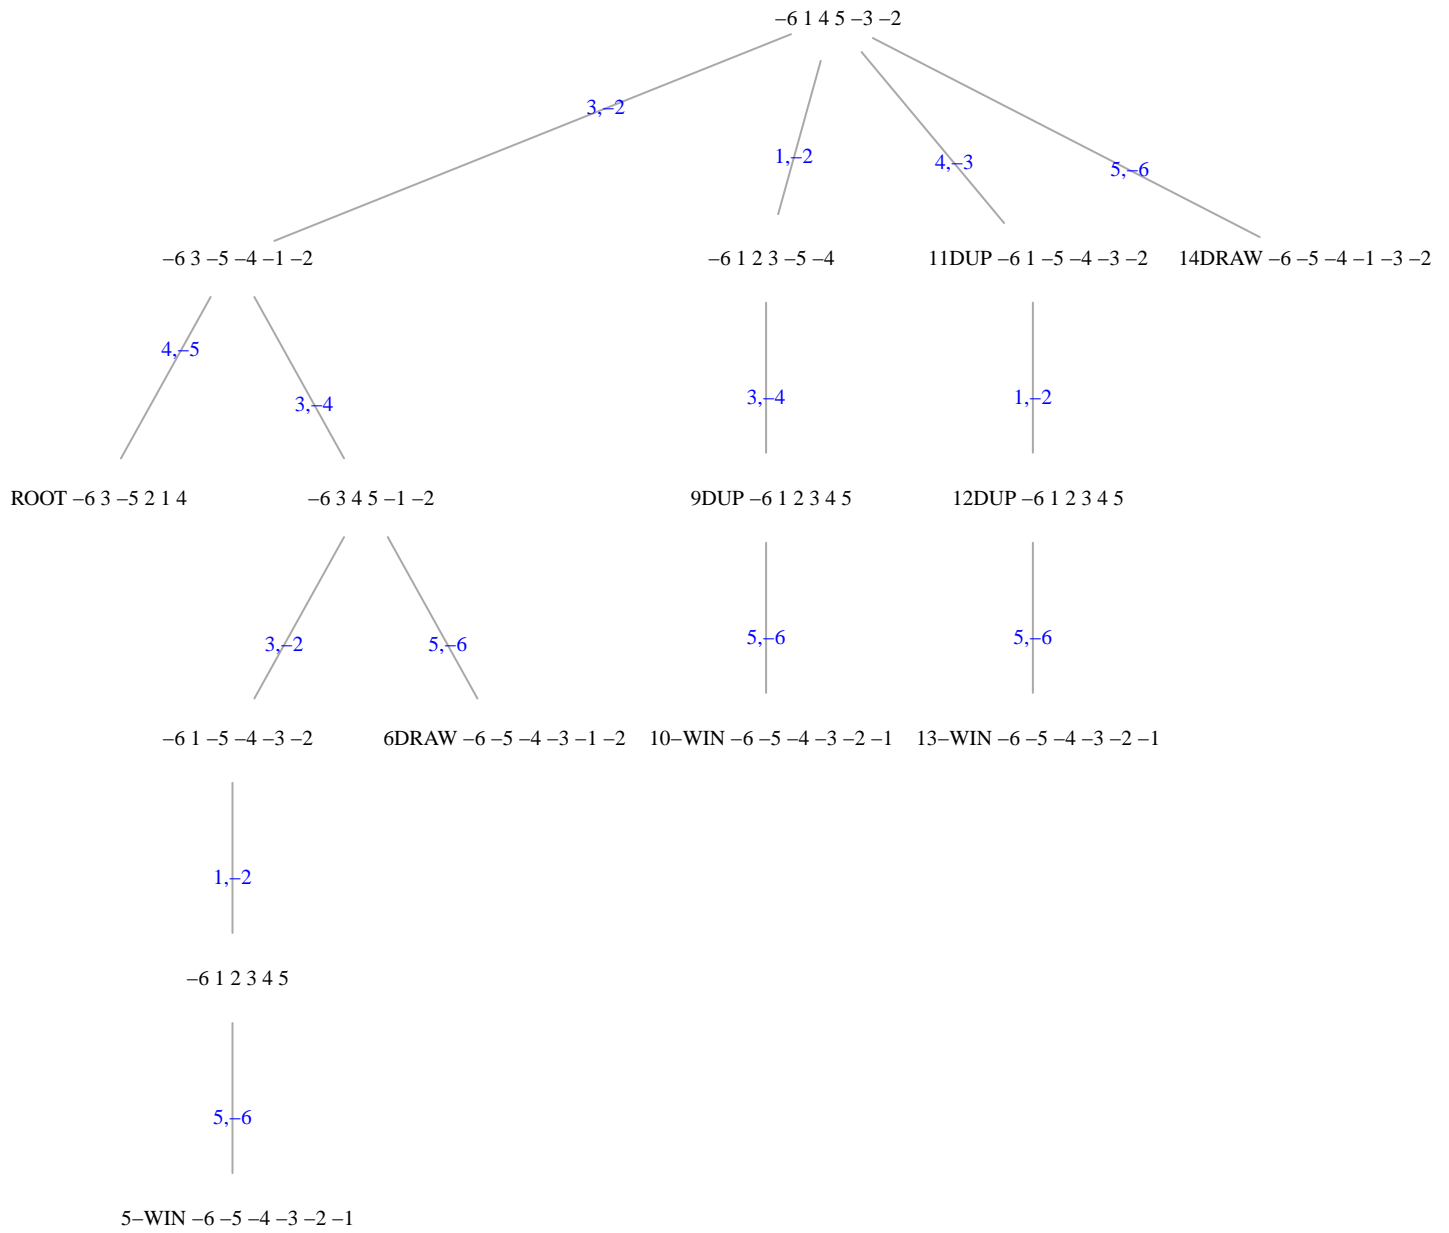 −6 1 4 5 −3 −2
3,−2
1,−2
4,−3
5,−6
−6 3 −5 −4 −1 −2
−6 1 2 3 −5 −4
11DUP −6 1 −5 −4 −3 −2
14DRAW −6 −5 −4 −1 −3 −2
4,−5
3,−4
3,−4
1,−2
ROOT −6 3 −5 2 1 4
−6 3 4 5 −1 −2
9DUP −6 1 2 3 4 5
12DUP −6 1 2 3 4 5
3,−2
5,−6
5,−6
5,−6
−6 1 −5 −4 −3 −2
6DRAW −6 −5 −4 −3 −1 −2
10−WIN −6 −5 −4 −3 −2 −1
13−WIN −6 −5 −4 −3 −2 −1
1,−2
−6 1 2 3 4 5
5,−6
5−WIN −6 −5 −4 −3 −2 −1